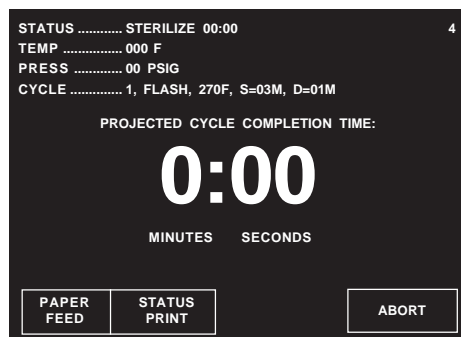 STATUS ............ STERILIZE 00:00 4
TEMP ................ 000 F
PRESS ............. 00 PSIG
CYCLE .............. 1, FLASH, 270F, S=03M, D=01M
PROJECTED CYCLE COMPLETION TIME:
0:00
MINUTES SECONDS
PAPER FEED
STATUS PRINT
ABORT